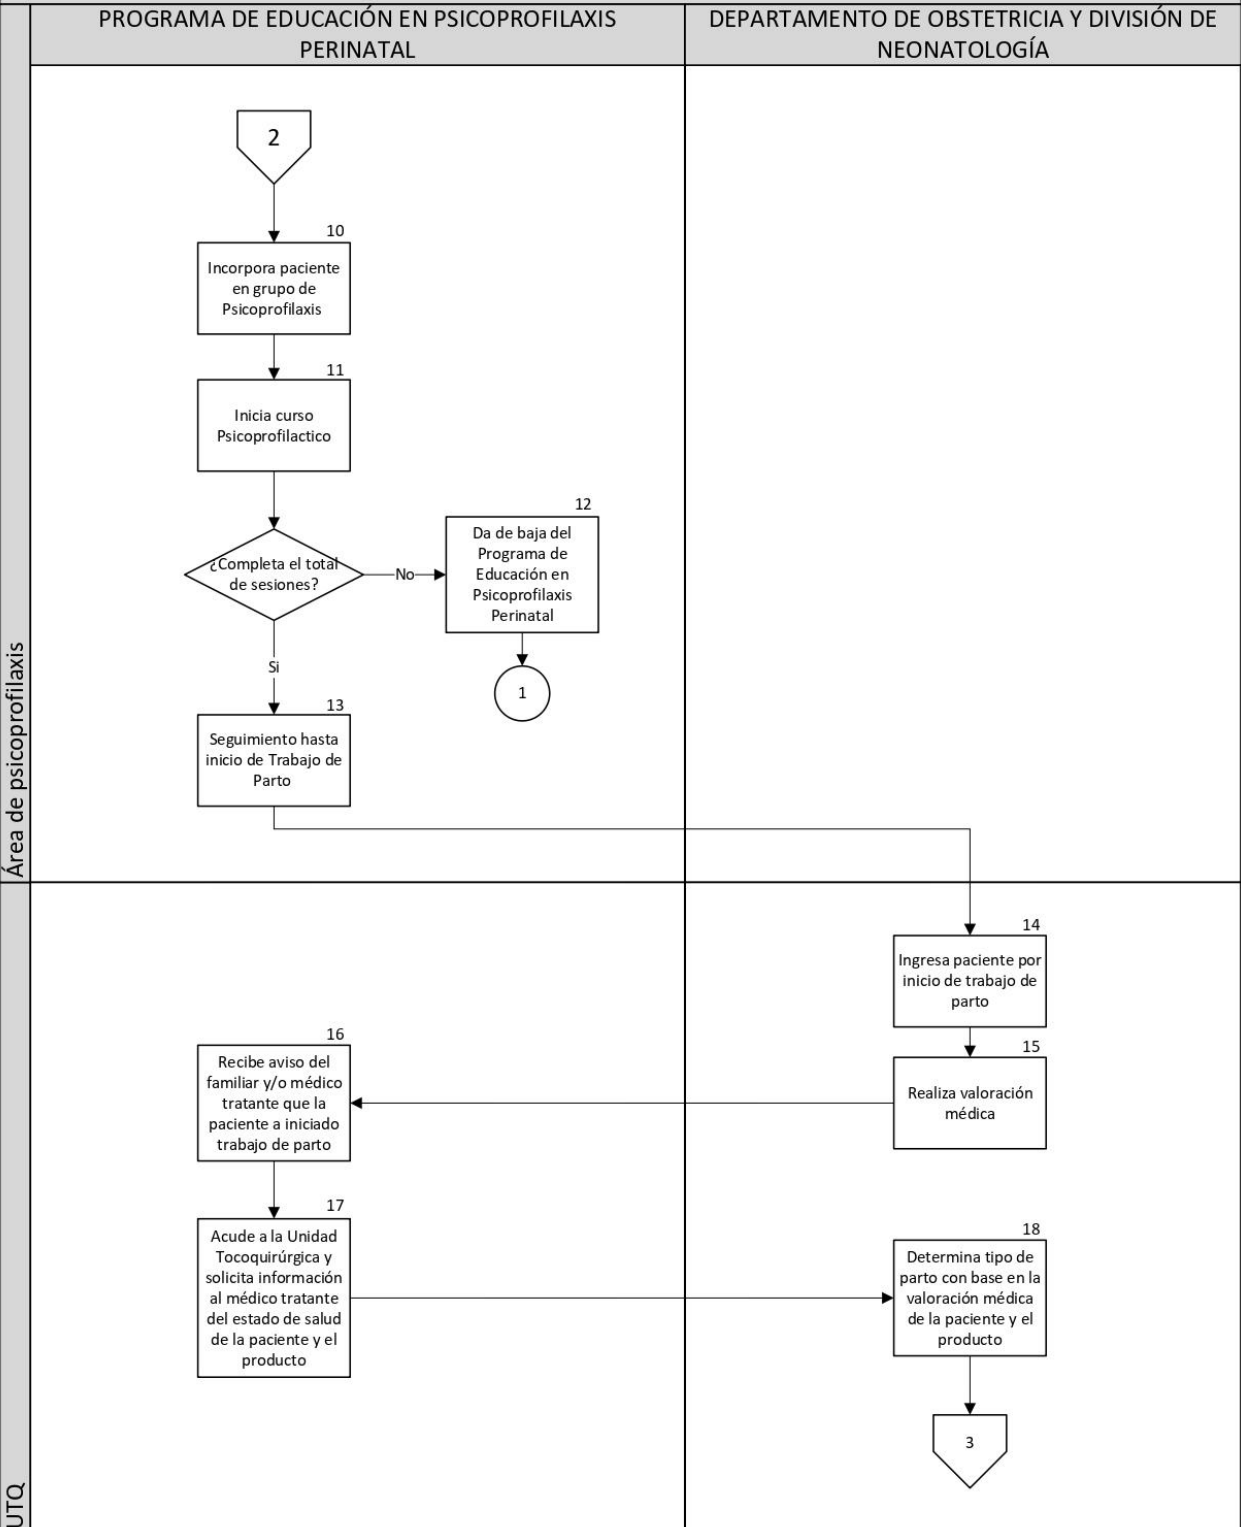 PROGRAMA DE EDUCACIÓN EN PSICOPROFILAXIS
PERINATAL
DEPARTAMENTO DE OBSTETRICIA Y DIVISIÓN DE
NEONATOLOGÍA
Área de psicoprofilaxis
2
10
Incorpora paciente
en grupo de
Psicoprofilaxis
11
Inicia curso
Psicoprofilactico
¿Completa el total
de sesiones?
No
12
Da de baja del
Programa de
Educación en
Psicoprofilaxis
Perinatal
1
Si
13
Seguimiento hasta
inicio de Trabajo de
Parto
UTQ
14
Ingresa paciente por
inicio de trabajo de
parto
15
Realiza valoración
médica
16
Recibe aviso del
familiar y/o médico
tratante que la
paciente a iniciado
trabajo de parto
17
Acude a la Unidad
Tocoquirúrgica y
solicita información
al médico tratante
del estado de salud
de la paciente y el
producto
18
Determina tipo de
parto con base en la
valoración médica
de la paciente y el
producto
3